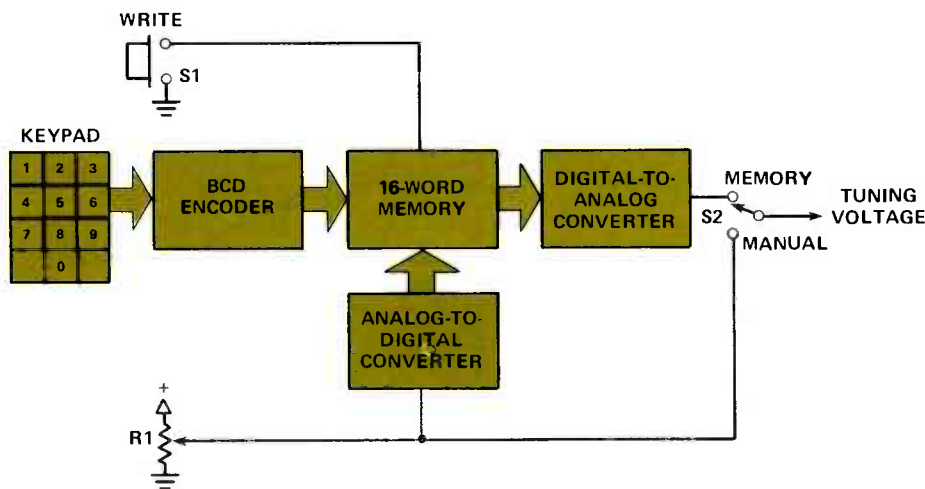 WRITE
S1
KEYPAD
1 2 3
4 5 6
7 8 9
0
BCD
ENCODER
16-WORD
MEMORY
DIGITAL-TO-
ANALOG
CONVERTER
MEMORY
S2
MANUAL
TUNING
VOLTAGE
ANALOG-TO-
DIGITAL
CONVERTER
+
R1